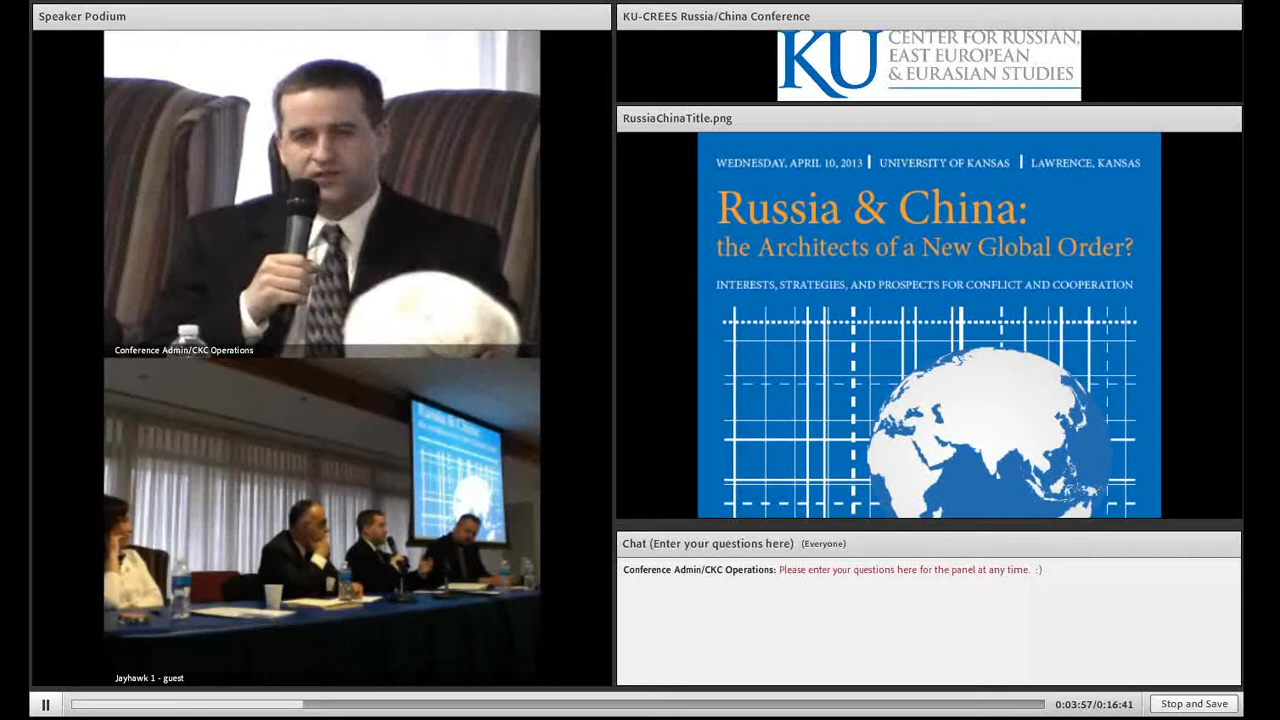 Speaker Podium
Conference Admin/CKC Operations
Russia & China:
Jayhawk 1 - guest
KU-CREES Russia/China Conference
KU
CENTER FOR RUSSIAN,
EAST EUROPEAN
& EURASIAN STUDIES
RussiaChinaTitle.png
WEDNESDAY, APRIL 10, 2013 | UNIVERSITY OF KANSAS | LAWRENCE, KANSAS
Russia & China:
the Architects of a New Global Order?
INTERESTS, STRATEGIES, AND PROSPECTS FOR CONFLICT AND COOPERATION
Chat (Enter your questions here) (Everyone)
Conference Admin/CKC Operations: Please enter your questions here for the panel at any time. :)
0:03:57/0:16:41
Stop and Save